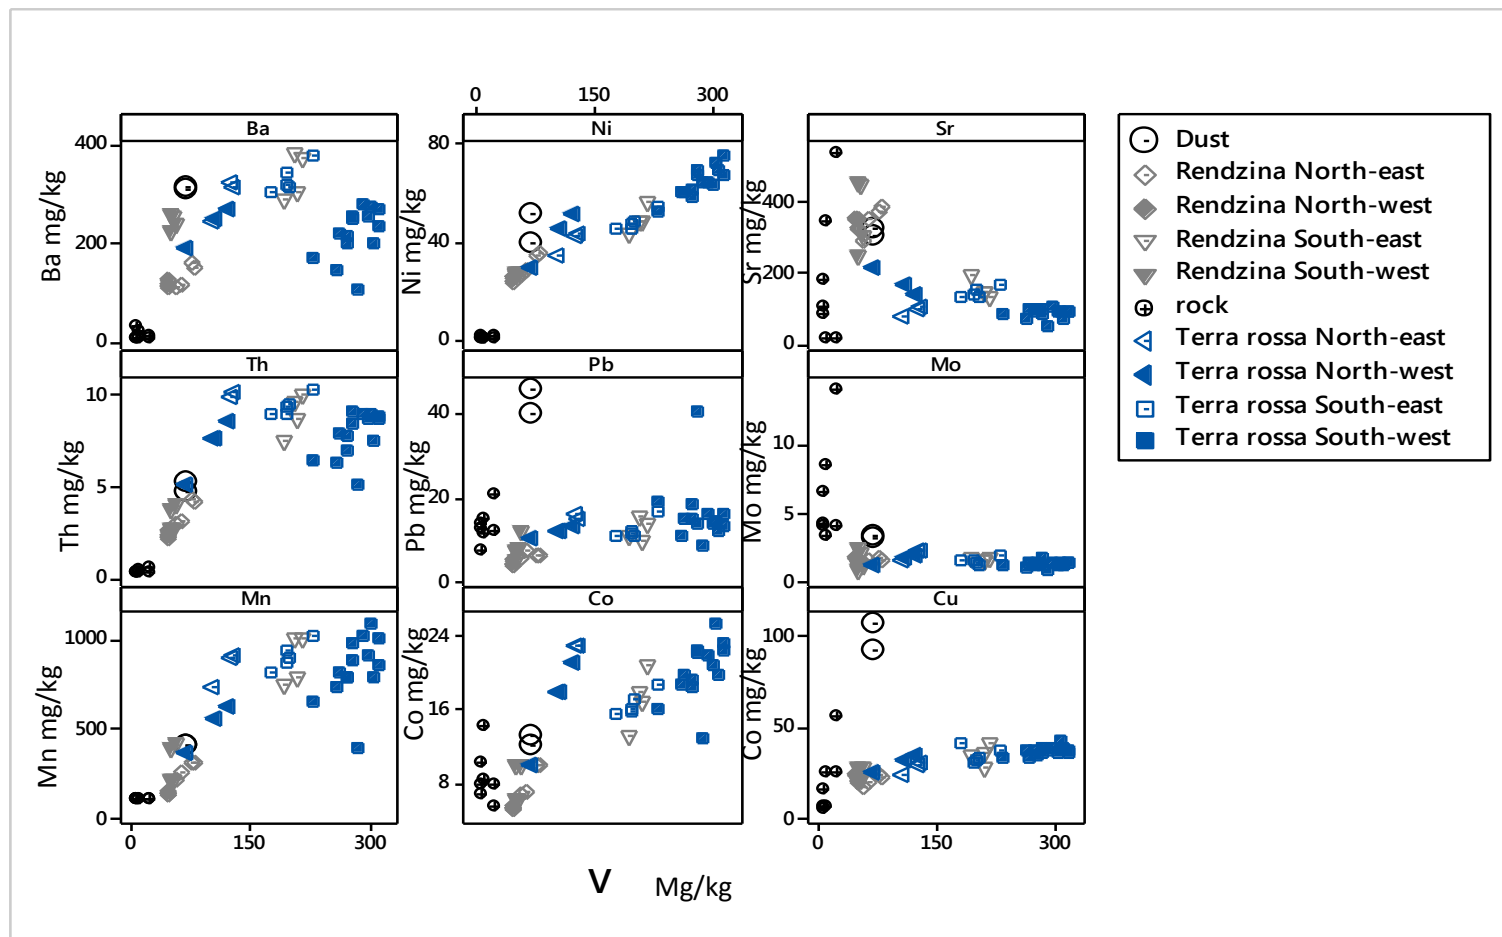 0 150 300
Ba Ni Sr
400 80
400
200 40
200
0 0 0
Ba mg/kg Ni mg/kg Sr mg/kg
Th Pb Mo
10 40 10
5 20 5
0 0 0
Th mg/kg Pb mg/kg Mo mg/kg
Mn Co Cu
1000 24 100
500 16 50
0 8 0
Mn mg/kg Co mg/kg Co mg/kg
0 150 300 0 150 300
V Mg/kg
Dust
Rendzina North-east
Rendzina North-west
Rendzina South-east
Rendzina South-west
rock
Terra rossa North-east
Terra rossa North-west
Terra rossa South-east
Terra rossa South-west